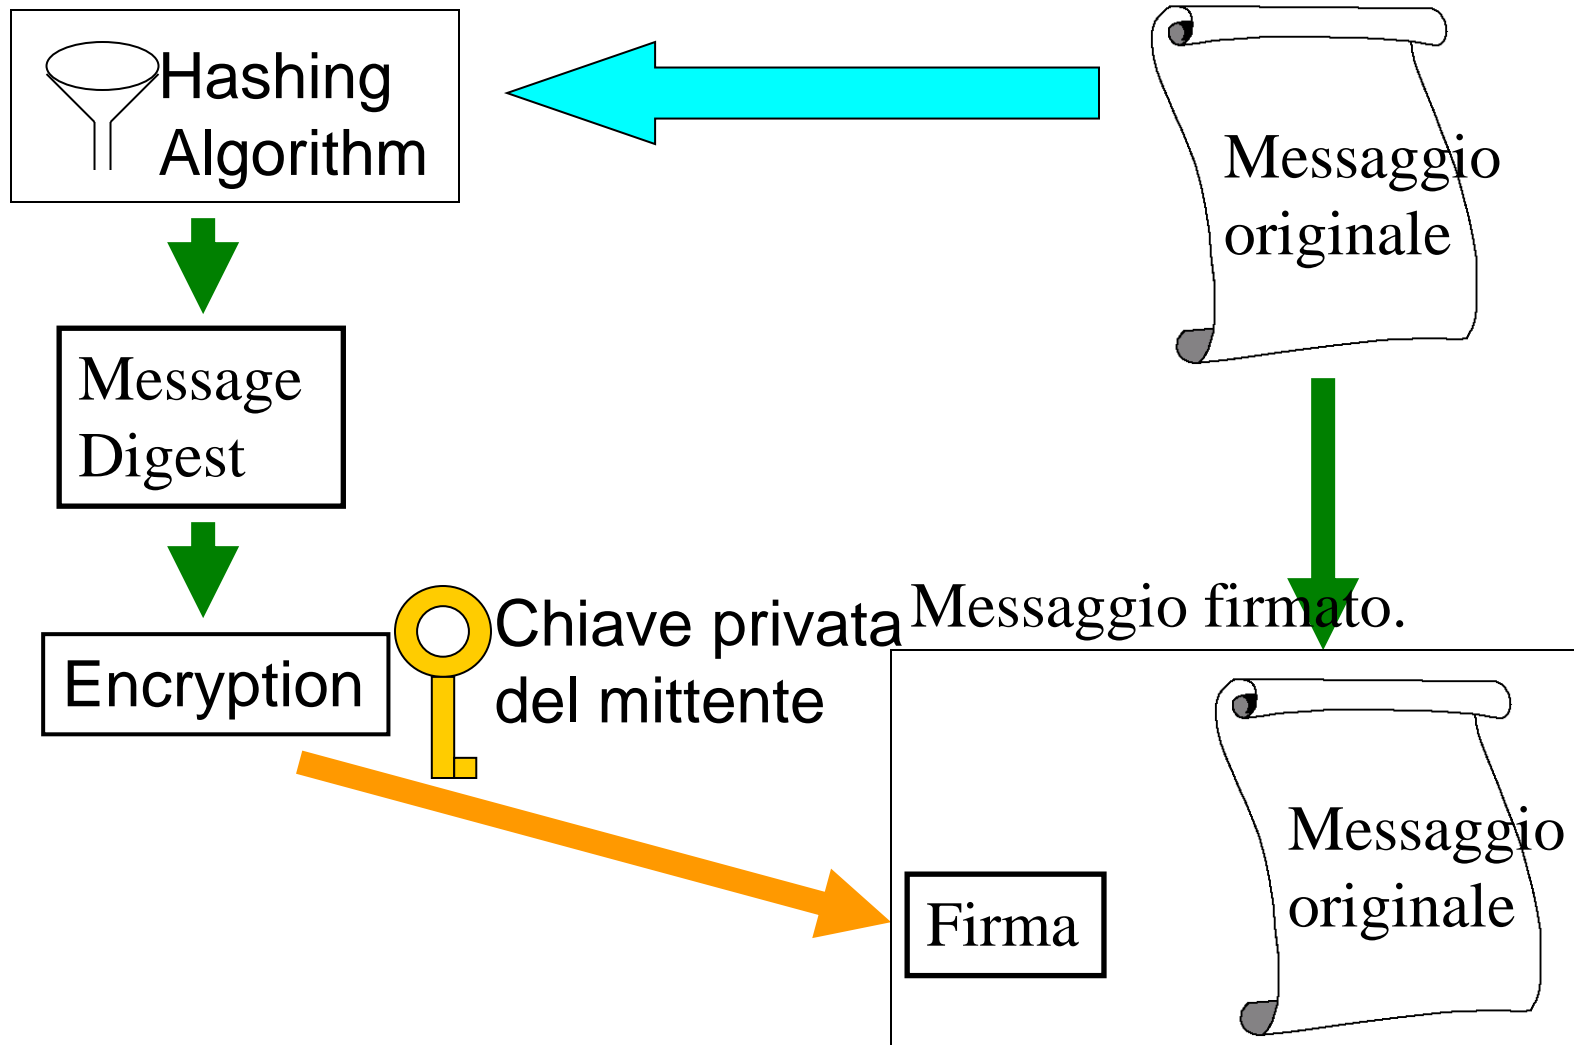 Hashing
Algorithm
Messaggio
originale
Message
Digest
Encryption
Chiave privata
del mittente
Messaggio firmato.
Firma
Messaggio
originale